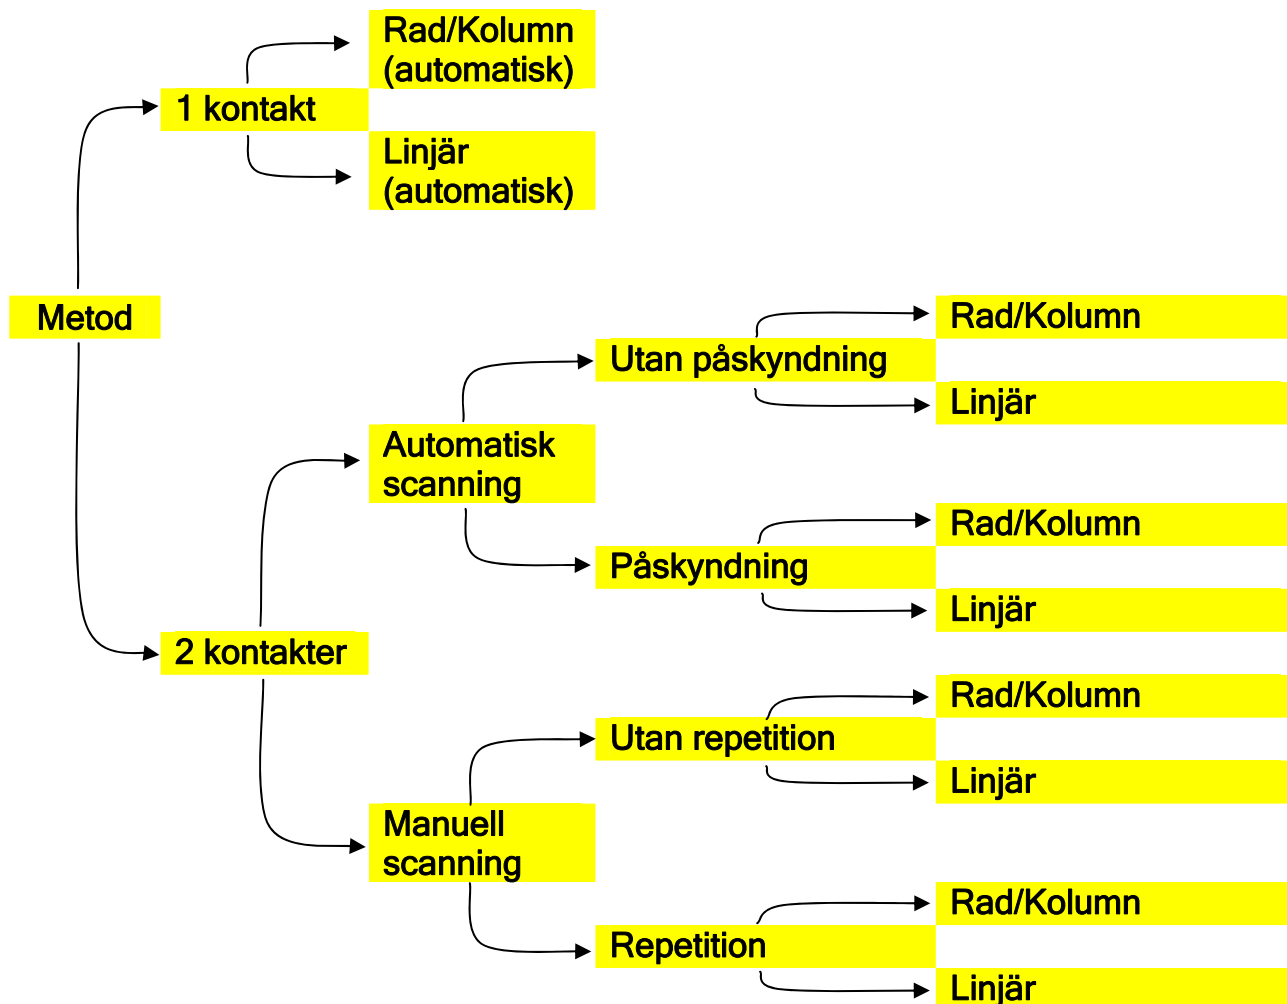 Rad/Kolumn
(automatisk)
1 kontakt
Linjär
(automatisk)
Metod
Rad/Kolumn
Utan påskyndning
Linjär
Automatisk
scanning
Rad/Kolumn
Påskyndning
Linjär
2 kontakter
Rad/Kolumn
Utan repetition
Linjär
Manuell
scanning
Rad/Kolumn
Repetition
Linjär